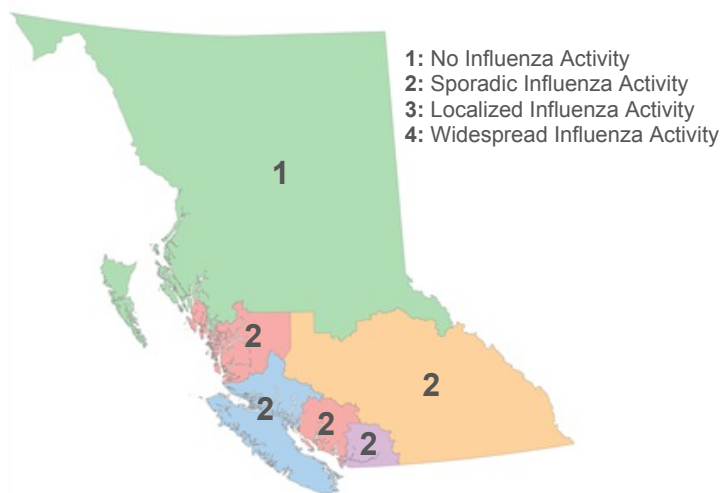 1: No Influenza Activity
2: Sporadic Influenza Activity
3: Localized Influenza Activity
4: Widespread Influenza Activity
1
2
2
2
2
2